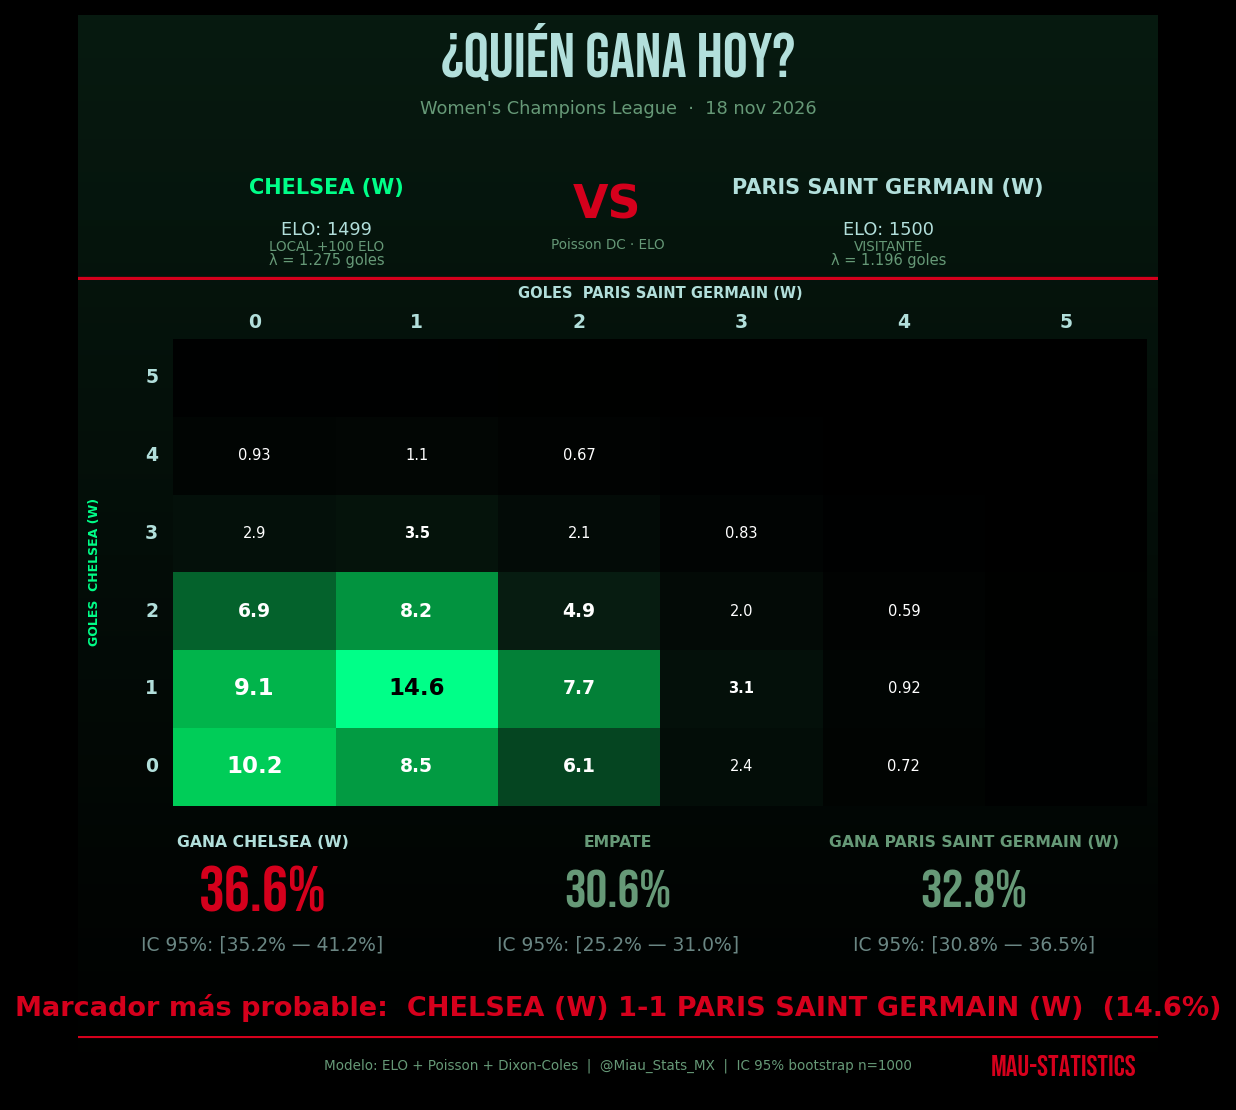 ¿QUIÉN GANA HOY?
Women's Champions League · 18 nov 2026
CHELSEA (W)
ELO: 1499
LOCAL +100 ELO
λ = 1.275 goles
VS
Poisson DC · ELO
PARIS SAINT GERMAIN (W)
ELO: 1500
VISITANTE
λ = 1.196 goles
GOLES PARIS SAINT GERMAIN (W)
0 1 2 3 4 5
GOLES CHELSEA (W)
5
4 0.93 1.1 0.67
3 2.9 3.5 2.1 0.83
2 6.9 8.2 4.9 2.0 0.59
1 9.1 14.6 7.7 3.1 0.92
0 10.2 8.5 6.1 2.4 0.72
GANA CHELSEA (W)
36.6%
IC 95%: [35.2% — 41.2%]
EMPATE
30.6%
IC 95%: [25.2% — 31.0%]
GANA PARIS SAINT GERMAIN (W)
32.8%
IC 95%: [30.8% — 36.5%]
Marcador más probable: CHELSEA (W) 1-1 PARIS SAINT GERMAIN (W) (14.6%)
Modelo: ELO + Poisson + Dixon-Coles | @Miau_Stats_MX | IC 95% bootstrap n=1000
MAU-STATISTICS